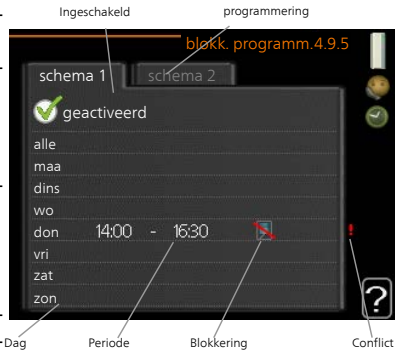 Ingeschakeld programmering
blokk. programm.4.9.5
schema 1 schema 2
geactiveerd
alle
maa
dins
wo
don 14:00 - 16:30 !
vri
zat
zon
?
Dag Periode Blokkering Conflict